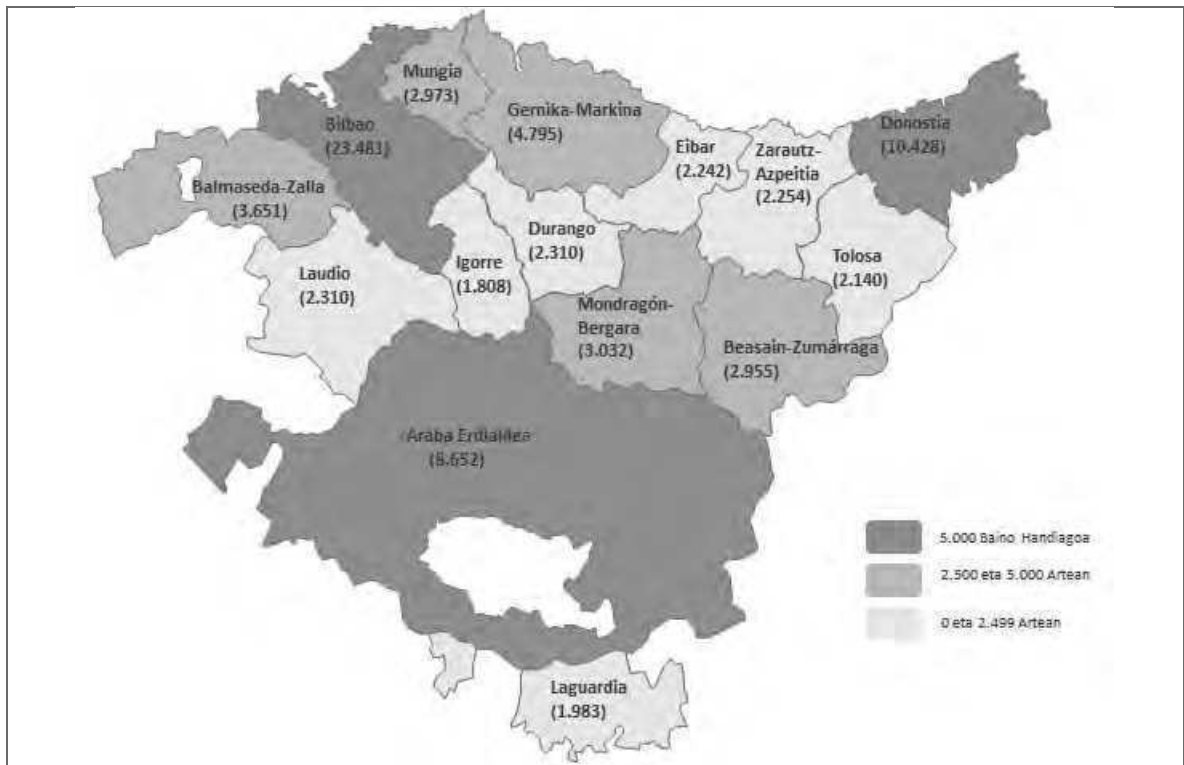 Mungia
(2.973)
Gernika-Markina
(4.795)
Bilbao
(23.481)
Donostia
(10.428)
Eibar
(2.242)
Zarautz-
Azpeitia
(2.254)
Balmaseda-Zalla
(3.651)
Durango
(2.310)
Igorre
(1.808)
Laudio
(2.310)
Tolosa
(2.140)
Mondragón-
Bergara
(3.032)
Beasain-Zumárraga
(2.955)
Araba Erdialdea
(8.652)
5.000 Baino Handiagoa
2.500 eta 5.000 Artean
0 eta 2.499 Artean
Laguardia
(1.983)